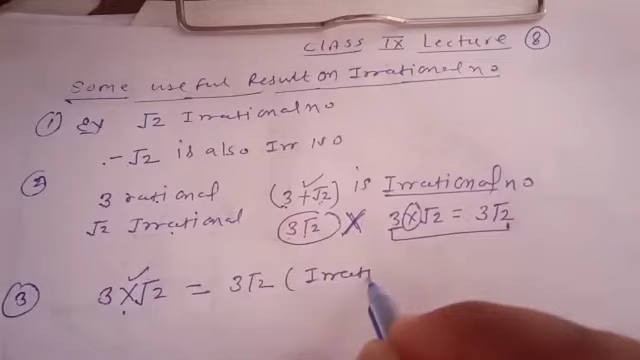 CLASS IX Lecture 8
Some useful Result on Irrational no
① Ex √2 Irrational no
.-√2 is also Irr no
② 3 rational (3+√2) is Irrational no
√2 Irrational 3√2 X 3×√2 = 3√2
③ 3×√2 = 3√2 (Irrat